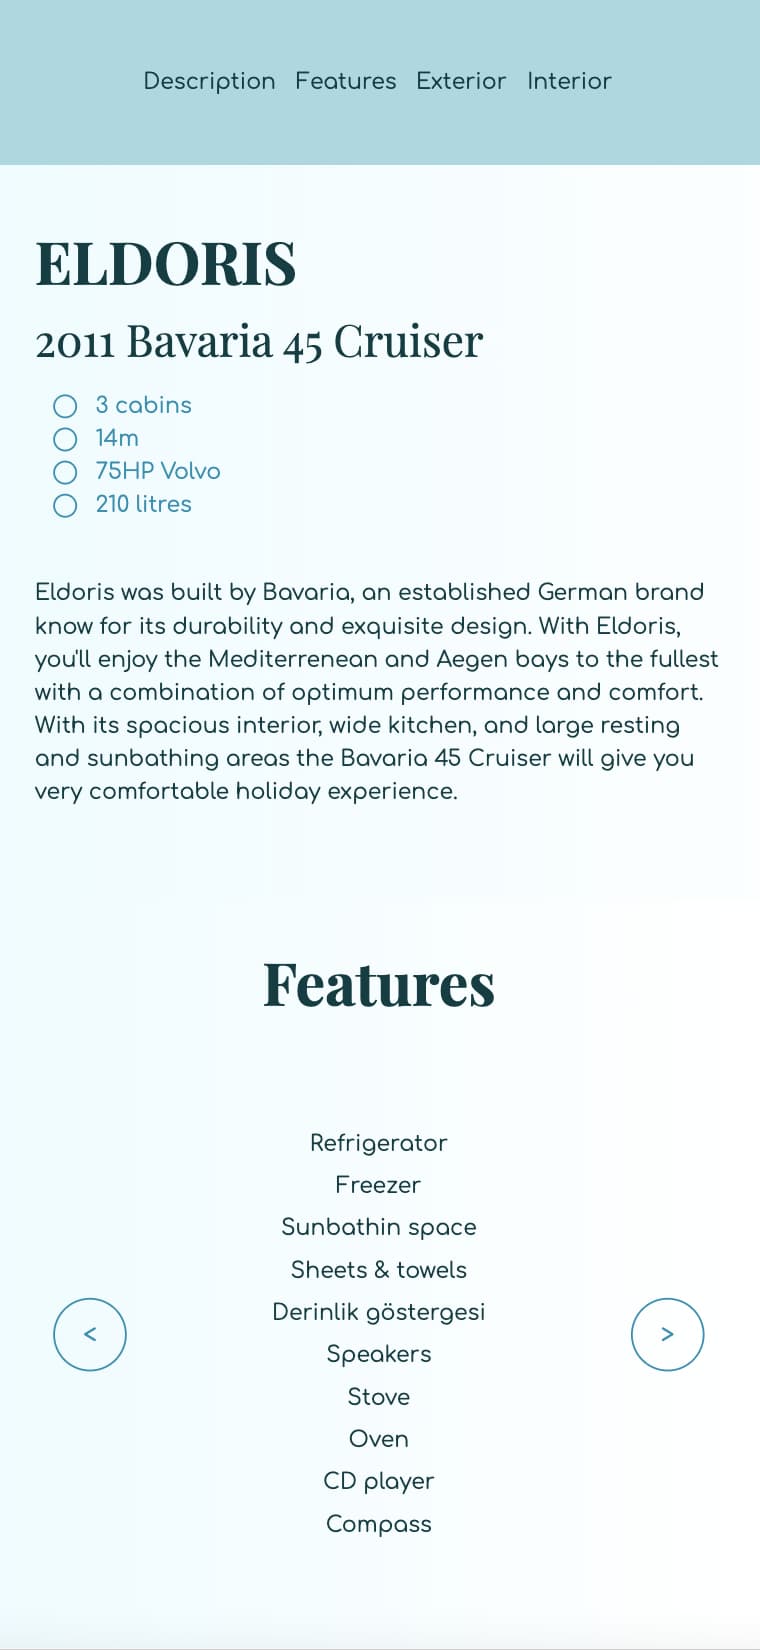 Description Features Exterior Interior
ELDORIS
2011 Bavaria 45 Cruiser
3 cabins
14m
75HP Volvo
210 litres
Eldoris was built by Bavaria, an established German brand
know for its durability and exquisite design. With Eldoris,
you'll enjoy the Mediterrenean and Aegen bays to the fullest
with a combination of optimum performance and comfort.
With its spacious interior, wide kitchen, and large resting
and sunbathing areas the Bavaria 45 Cruiser will give you
very comfortable holiday experience.
Features
Refrigerator
Freezer
Sunbathin space
Sheets & towels
Derinlik göstergesi
< >
Speakers
Stove
Oven
CD player
Compass